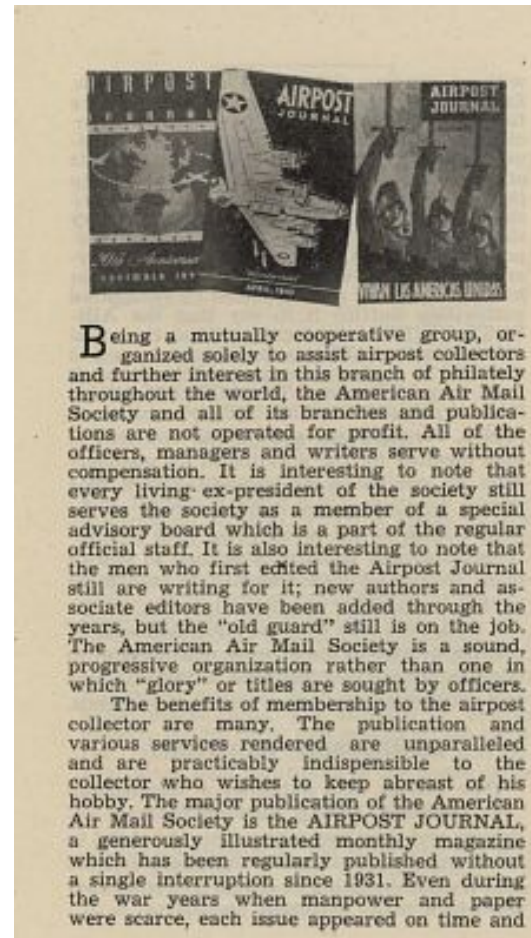 AIRPOST
JOURNAL
20th Anniversary
NOVEMBER
AIRPOST
JOURNAL
APRIL,
AIRPOST
JOURNAL
VIVAN LAS AMERICAS UNIDAS
Being a mutually cooperative group, or-
ganized solely to assist airpost collectors
and further interest in this branch of philately
throughout the world, the American Air Mail
Society and all of its branches and publica-
tions are not operated for profit. All of the
officers, managers and writers serve without
compensation. It is interesting to note that
every living ex-president of the society still
serves the society as a member of a special
advisory board which is a part of the regular
official staff. It is also interesting to note that
the men who first edited the Airpost Journal
still are writing for it; new authors and as-
sociate editors have been added through the
years, but the “old guard” still is on the job.
The American Air Mail Society is a sound,
progressive organization rather than one in
which “glory” or titles are sought by officers.
The benefits of membership to the airpost
collector are many. The publication and
various services rendered are unparalleled
and are practicably indispensible to the
collector who wishes to keep abreast of his
hobby. The major publication of the American
Air Mail Society is the AIRPOST JOURNAL,
a generously illustrated monthly magazine
which has been regularly published without
a single interruption since 1931. Even during
the war years when manpower and paper
were scarce, each issue appeared on time and